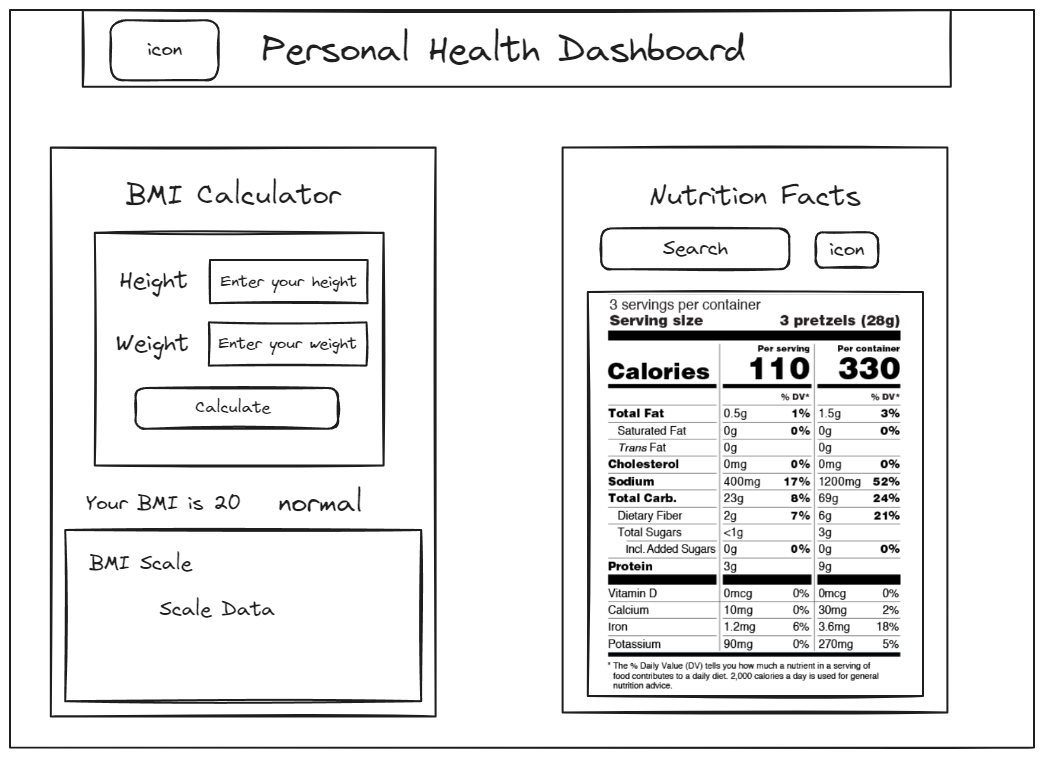 icon
Personal Health Dashboard
BMI Calculator
Height Enter your height
Weight Enter your weight
Calculate
Your BMI is 20 normal
BMI Scale
Scale Data
Nutrition Facts
Search icon
3 servings per container
Serving size 3 pretzels (28g)
Per serving Per container
Calories 110 330
% DV* % DV*
Total Fat 0.5g 1% 1.5g 3%
Saturated Fat 0g 0% 0g 0%
Trans Fat 0g 0g
Cholesterol 0mg 0% 0mg 0%
Sodium 400mg 17% 1200mg 52%
Total Carb. 23g 8% 69g 24%
Dietary Fiber 2g 7% 6g 21%
Total Sugars <1g 3g
Incl. Added Sugars 0g 0% 0g 0%
Protein 3g 9g
Vitamin D 0mcg 0% 0mcg 0%
Calcium 10mg 0% 30mg 2%
Iron 1.2mg 6% 3.6mg 18%
Potassium 90mg 0% 270mg 5%
* The % Daily Value (DV) tells you how much a nutrient in a serving of
food contributes to a daily diet. 2,000 calories a day is used for general
nutrition advice.